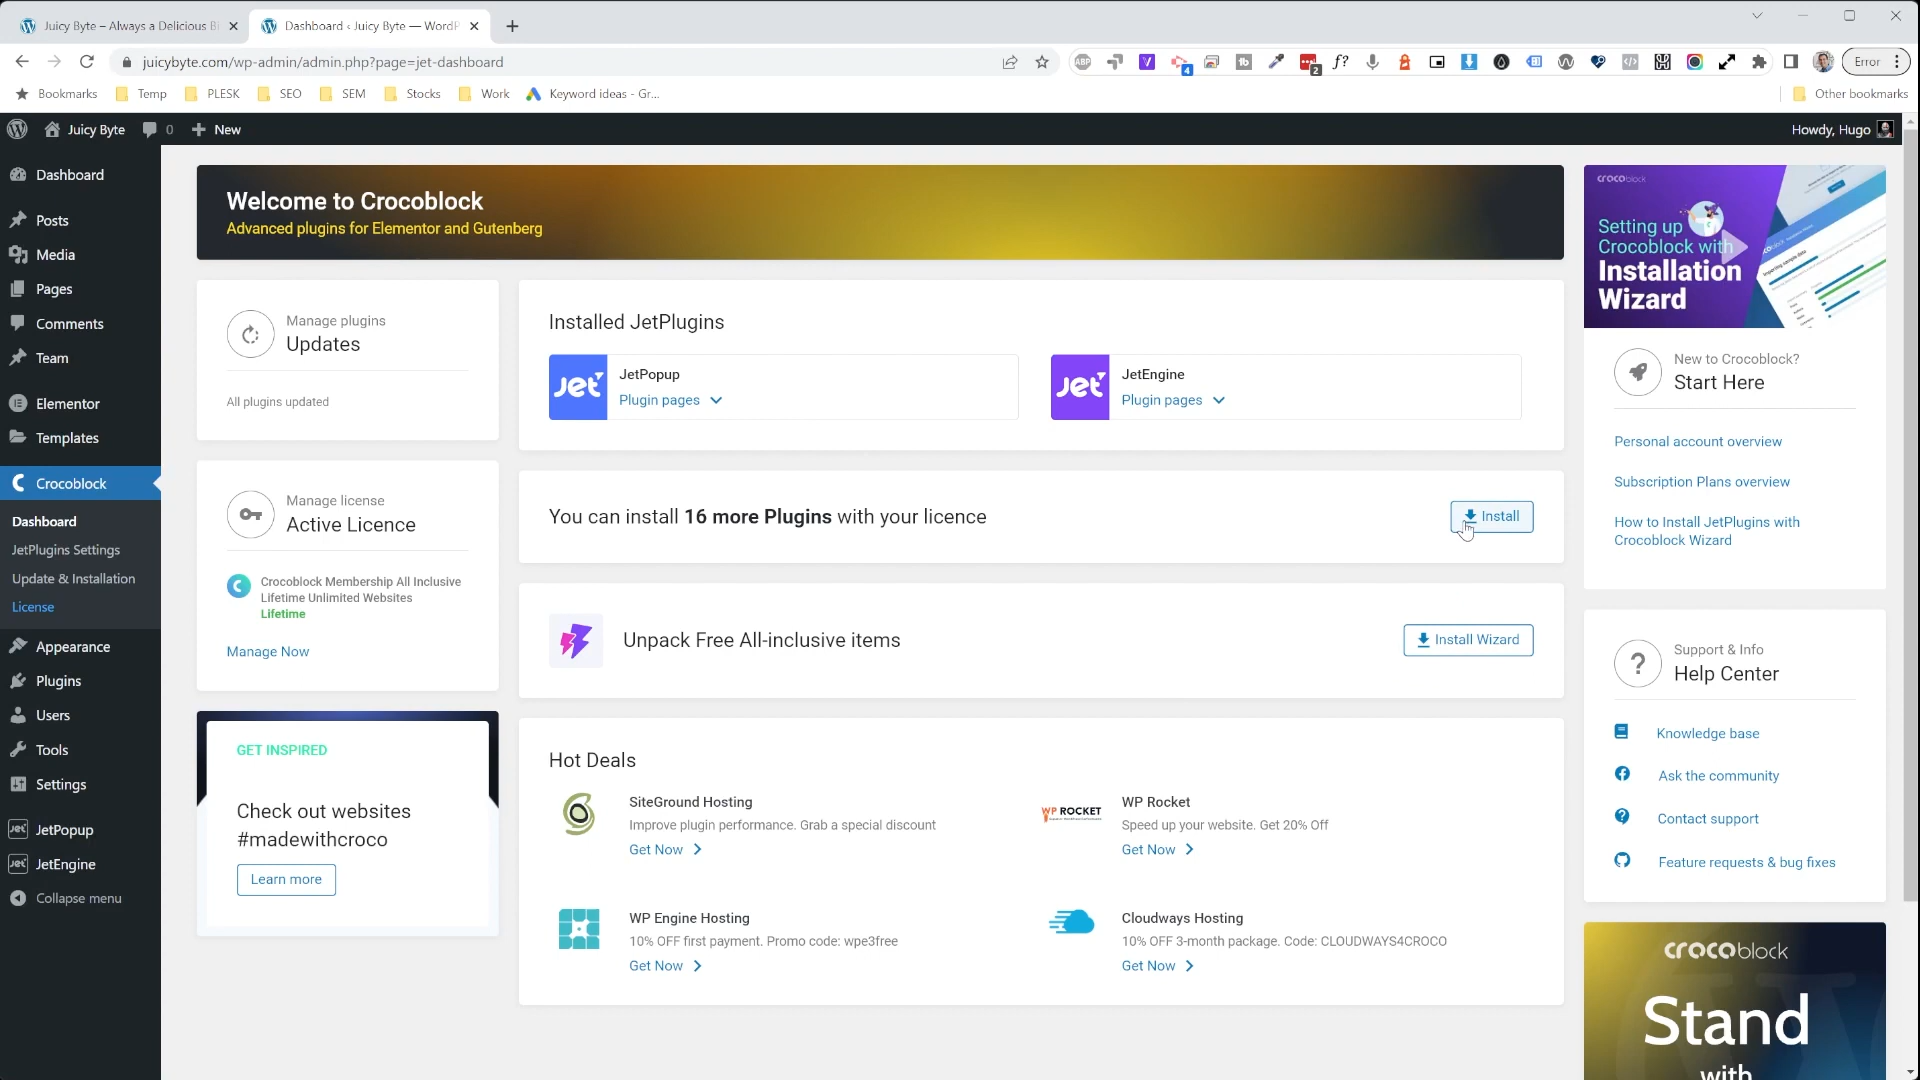 Juicy Byte – Always a Delicious Bi
Dashboard ‹ Juicy Byte — WordP
juicybyte.com/wp-admin/admin.php?page=jet-dashboard
ABP
4
tb
2
f?
Error
Bookmarks
Temp
PLESK
SEO
SEM
Stocks
Work
Keyword ideas - Gr...
Other bookmarks
Juicy Byte
0
New
Howdy, Hugo
Dashboard
Posts
Media
Pages
Comments
Team
Elementor
Templates
Crocoblock
Dashboard
JetPlugins Settings
Update & Installation
License
Appearance
Plugins
Users
Tools
Settings
JetPopup
JetEngine
Collapse menu
Welcome to Crocoblock
Advanced plugins for Elementor and Gutenberg
Manage plugins
Updates
All plugins updated
Manage license
Active Licence
Crocoblock Membership All Inclusive
Lifetime Unlimited Websites
Lifetime
Manage Now
GET INSPIRED
Check out websites
#madewithcroco
Learn more
Installed JetPlugins
Jet
JetPopup
Plugin pages
Jet
JetEngine
Plugin pages
You can install 16 more Plugins with your licence
Install
Unpack Free All-inclusive items
Install Wizard
Hot Deals
SiteGround Hosting
Improve plugin performance. Grab a special discount
Get Now
WP ROCKET
WP Rocket
Speed up your website. Get 20% Off
Get Now
WP Engine Hosting
10% OFF first payment. Promo code: wpe3free
Get Now
Cloudways Hosting
10% OFF 3-month package. Code: CLOUDWAYS4CROCO
Get Now
crocoblock
Setting up
Crocoblock with
Installation
Wizard
New to Crocoblock?
Start Here
Personal account overview
Subscription Plans overview
How to Install JetPlugins with
Crocoblock Wizard
Support & Info
Help Center
Knowledge base
Ask the community
Contact support
Feature requests & bug fixes
crocoblock
Stand
with